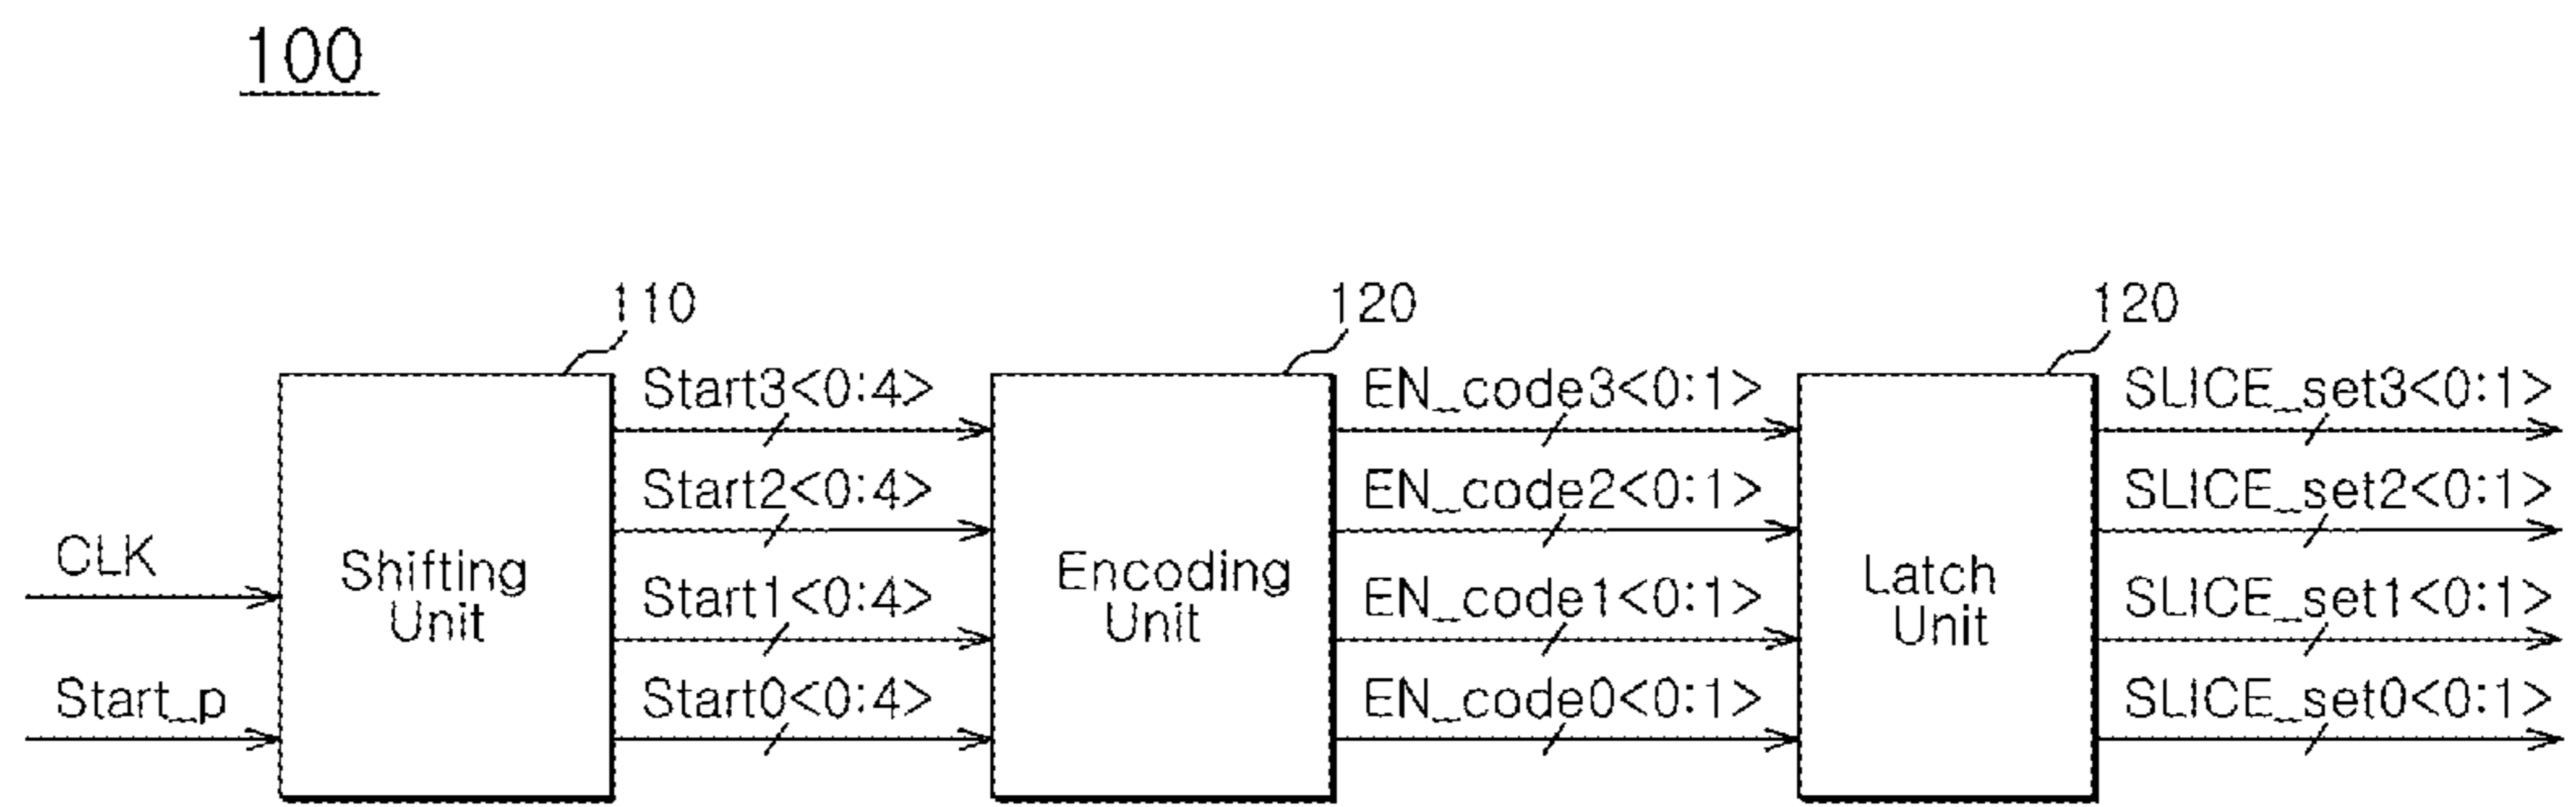 100
110
120
120
Start3<0:4>
EN_code3<0:1>
SLICE_set3<0:1>
Start2<0:4>
EN_code2<0:1>
SLICE_set2<0:1>
CLK
Shifting
Unit
Start1<0:4>
Encoding
Unit
EN_code1<0:1>
Latch
Unit
SLICE_set1<0:1>
Start_p
Start0<0:4>
EN_code0<0:1>
SLICE_set0<0:1>